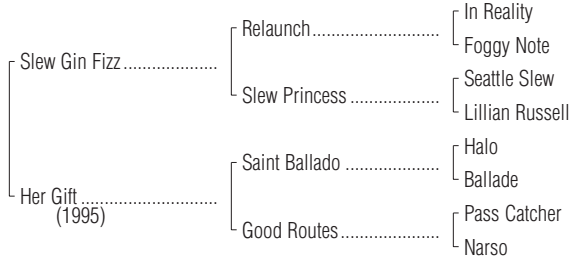 In Reality
Relaunch
Foggy Note
Slew Gin Fizz
Seattle Slew
Slew Princess
Lillian Russell
Halo
Saint Ballado
Ballade
Her Gift
(1995)
Pass Catcher
Good Routes
Narso